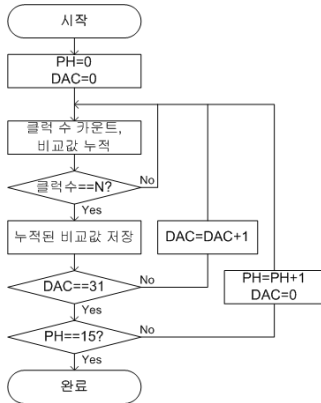 시작
PH=0
DAC=0
클럭 수 카운트,
비교값 누적
클럭수==N?
No
Yes
누적된 비교값 저장
DAC=DAC+1
DAC==31
No
Yes
PH=PH+1
DAC=0
PH==15?
No
Yes
완료